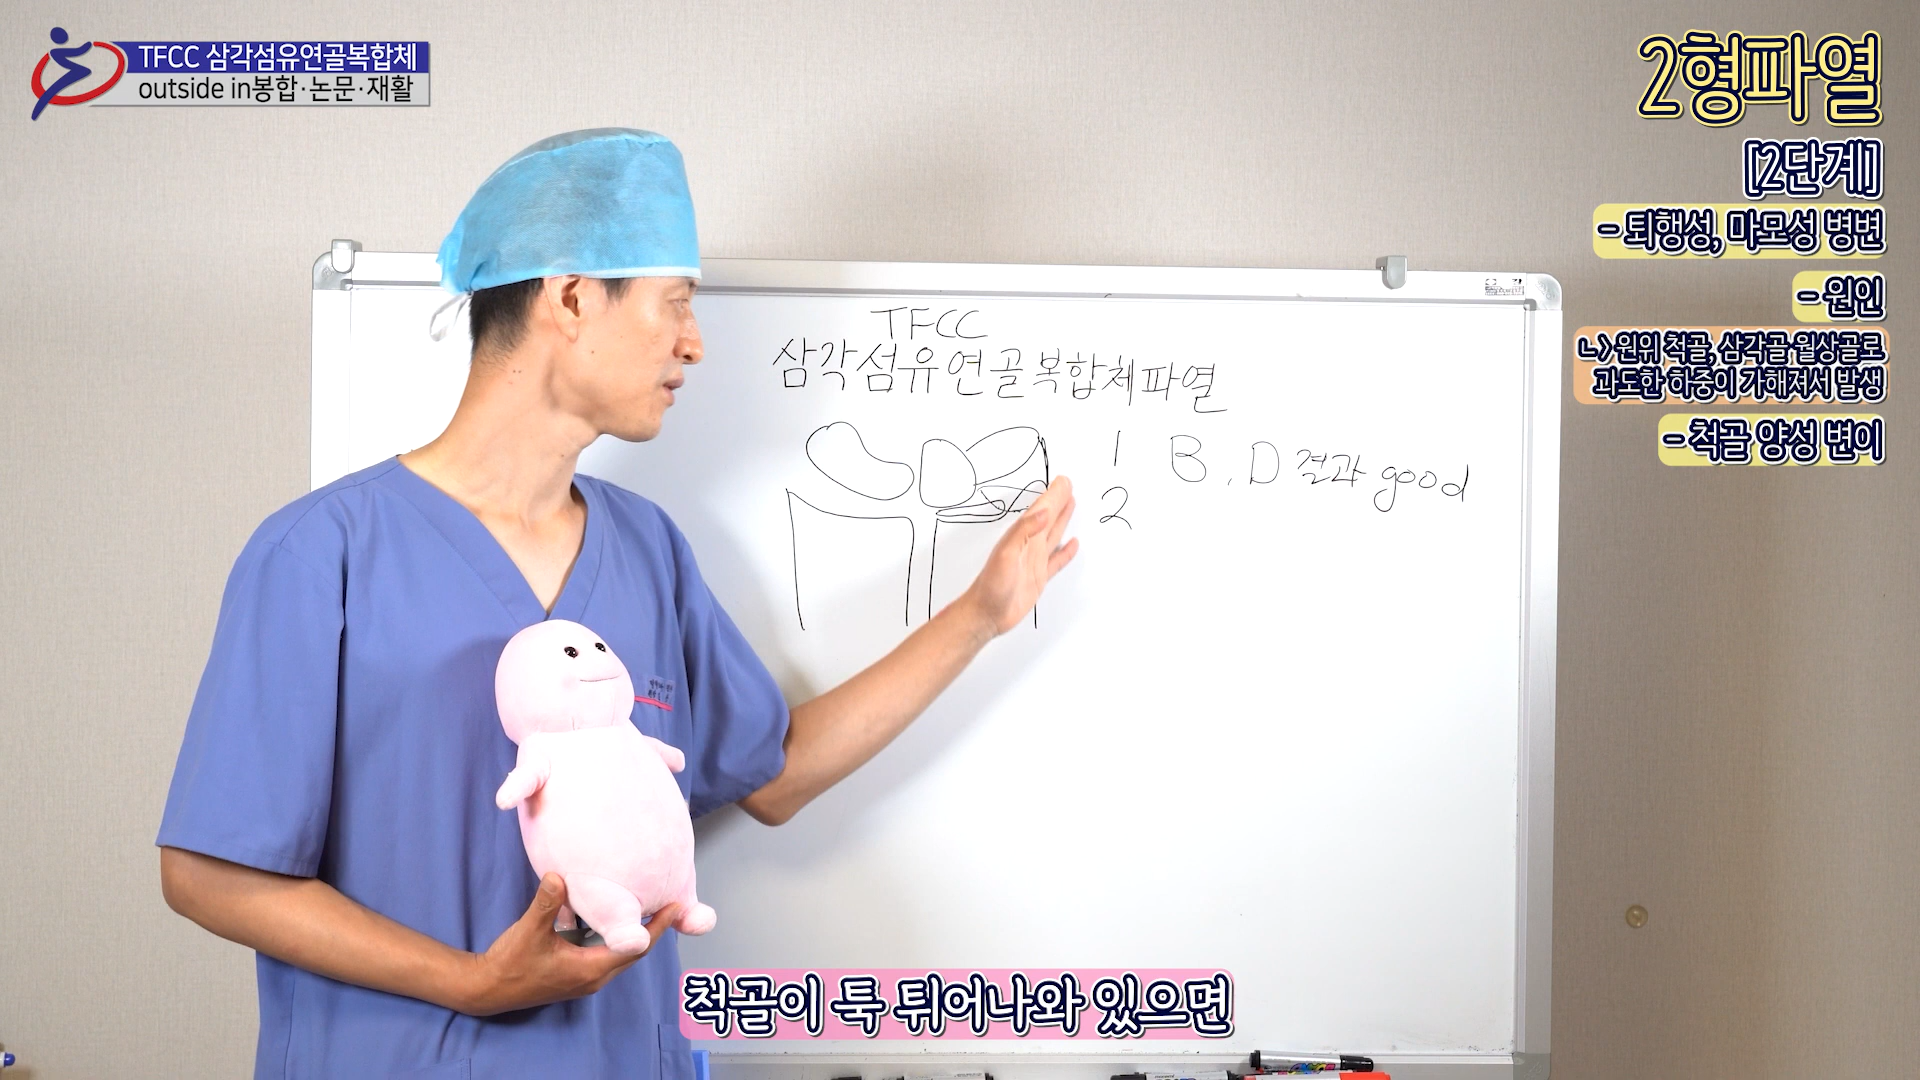 TFCC 삼각섬유연골복합체
outside in봉합·논문·재활
2형파열
[2단계]
- 퇴행성, 마모성 병변
- 원인
ㄴ> 원위 척골, 삼각골 월상골로
과도한 하중이 가해져서 발생
- 척골 양성 변이
TFCC
삼각섬유연골복합체파열
1 B, D 결과 good
2
척골이 툭 튀어나와 있으면